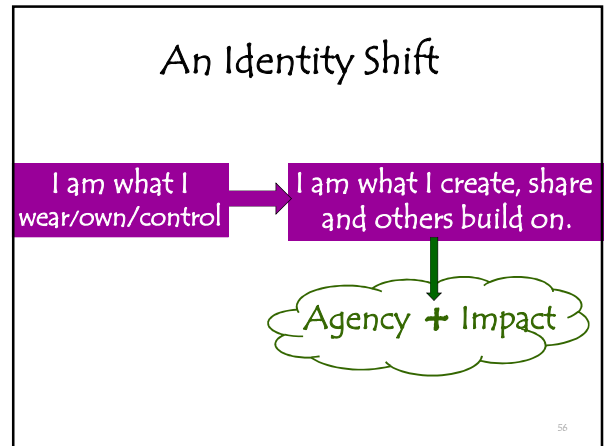 An Identity Shift
I am what I
wear/own/control
I am what I create, share
and others build on.
Agency + Impact
56